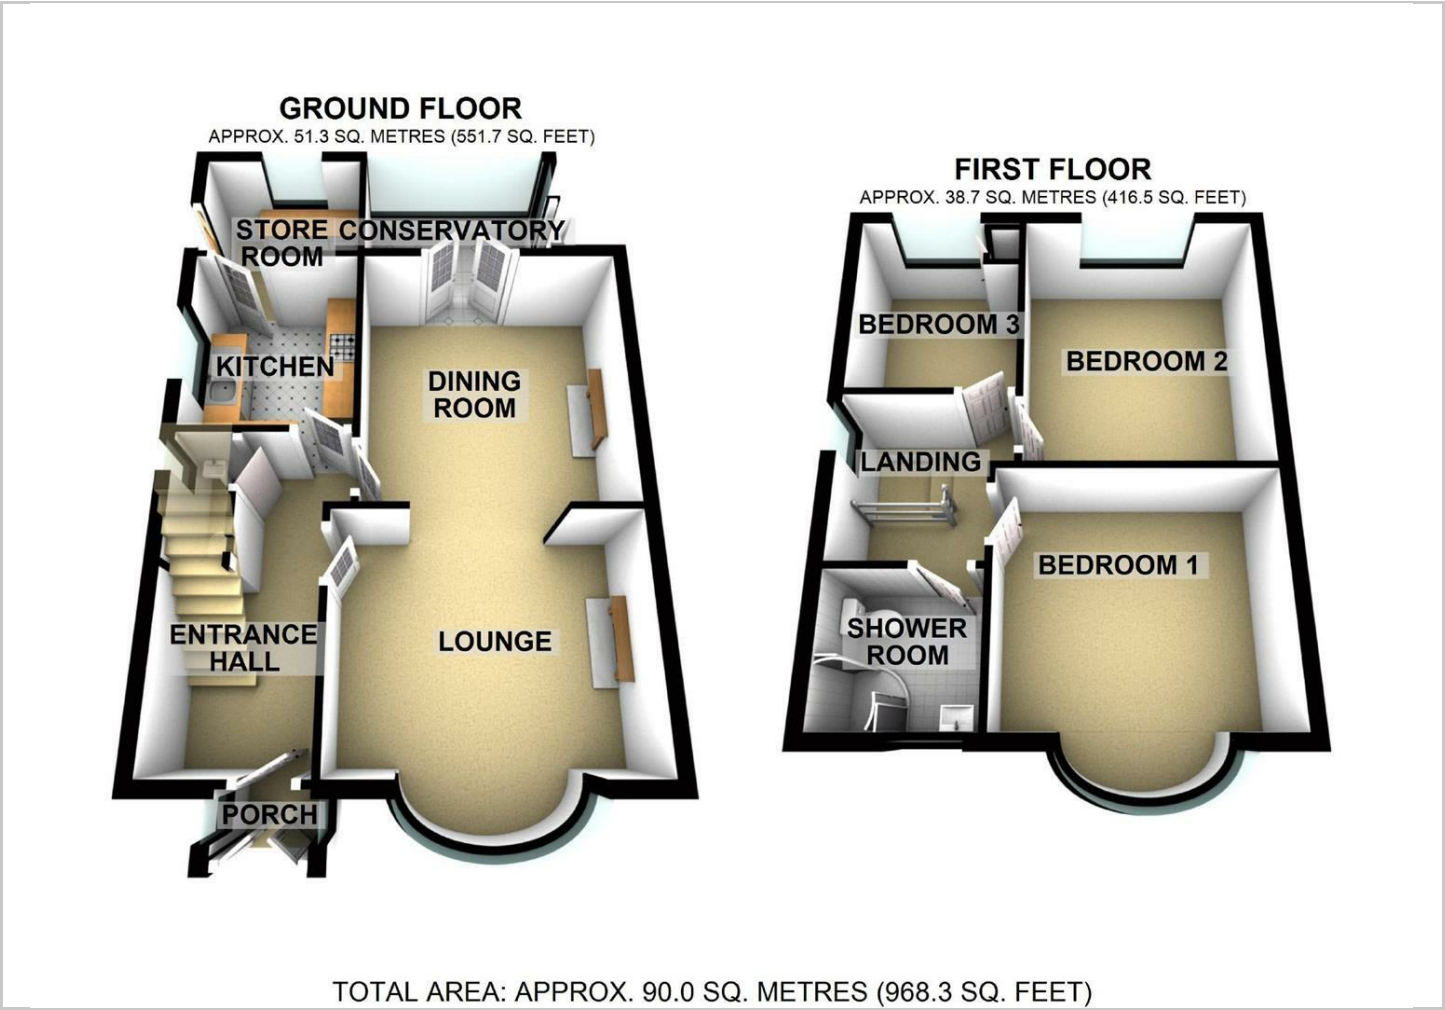 GROUND FLOOR
APPROX. 51.3 SQ. METRES (551.7 SQ. FEET)
STORE
ROOM
CONSERVATORY
KITCHEN
DINING
ROOM
ENTRANCE
HALL
LOUNGE
PORCH
FIRST FLOOR
APPROX. 38.7 SQ. METRES (416.5 SQ. FEET)
BEDROOM 3
BEDROOM 2
LANDING
BEDROOM 1
SHOWER
ROOM
TOTAL AREA: APPROX. 90.0 SQ. METRES (968.3 SQ. FEET)